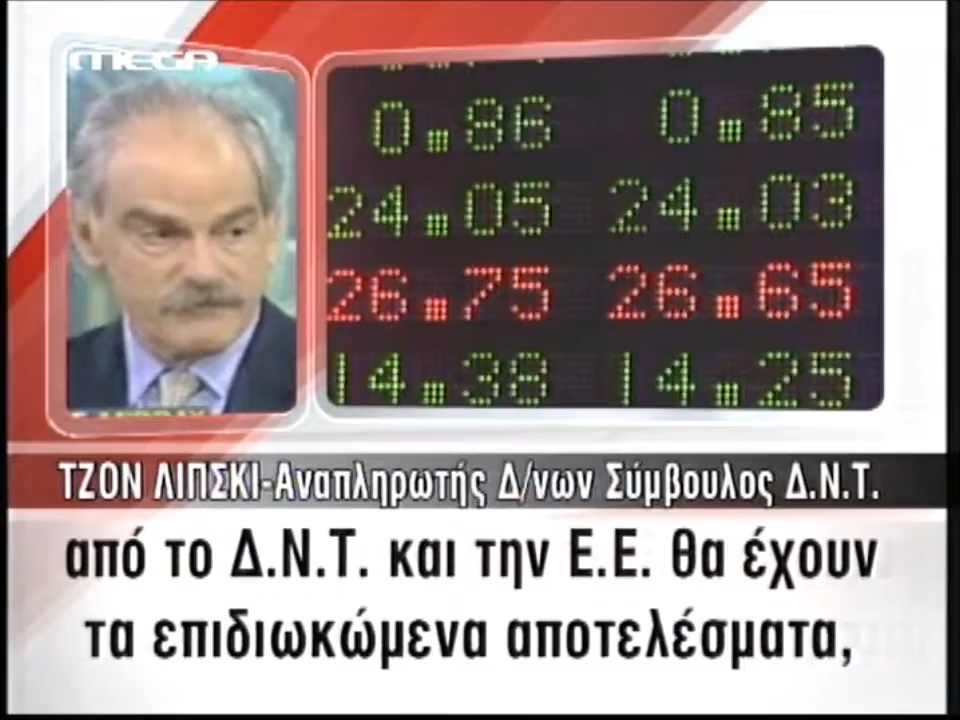 MEGA
0.86 0.85
24.05 24.03
26.75 26.65
14.38 14.25
ΤΖΟΝ ΛΙΠΣΚΙ-Αναπληρωτής Δ/νων Σύμβουλος Δ.Ν.Τ.
από το Δ.Ν.Τ. και την Ε.Ε. θα έχουν
τα επιδιωκώμενα αποτελέσματα,